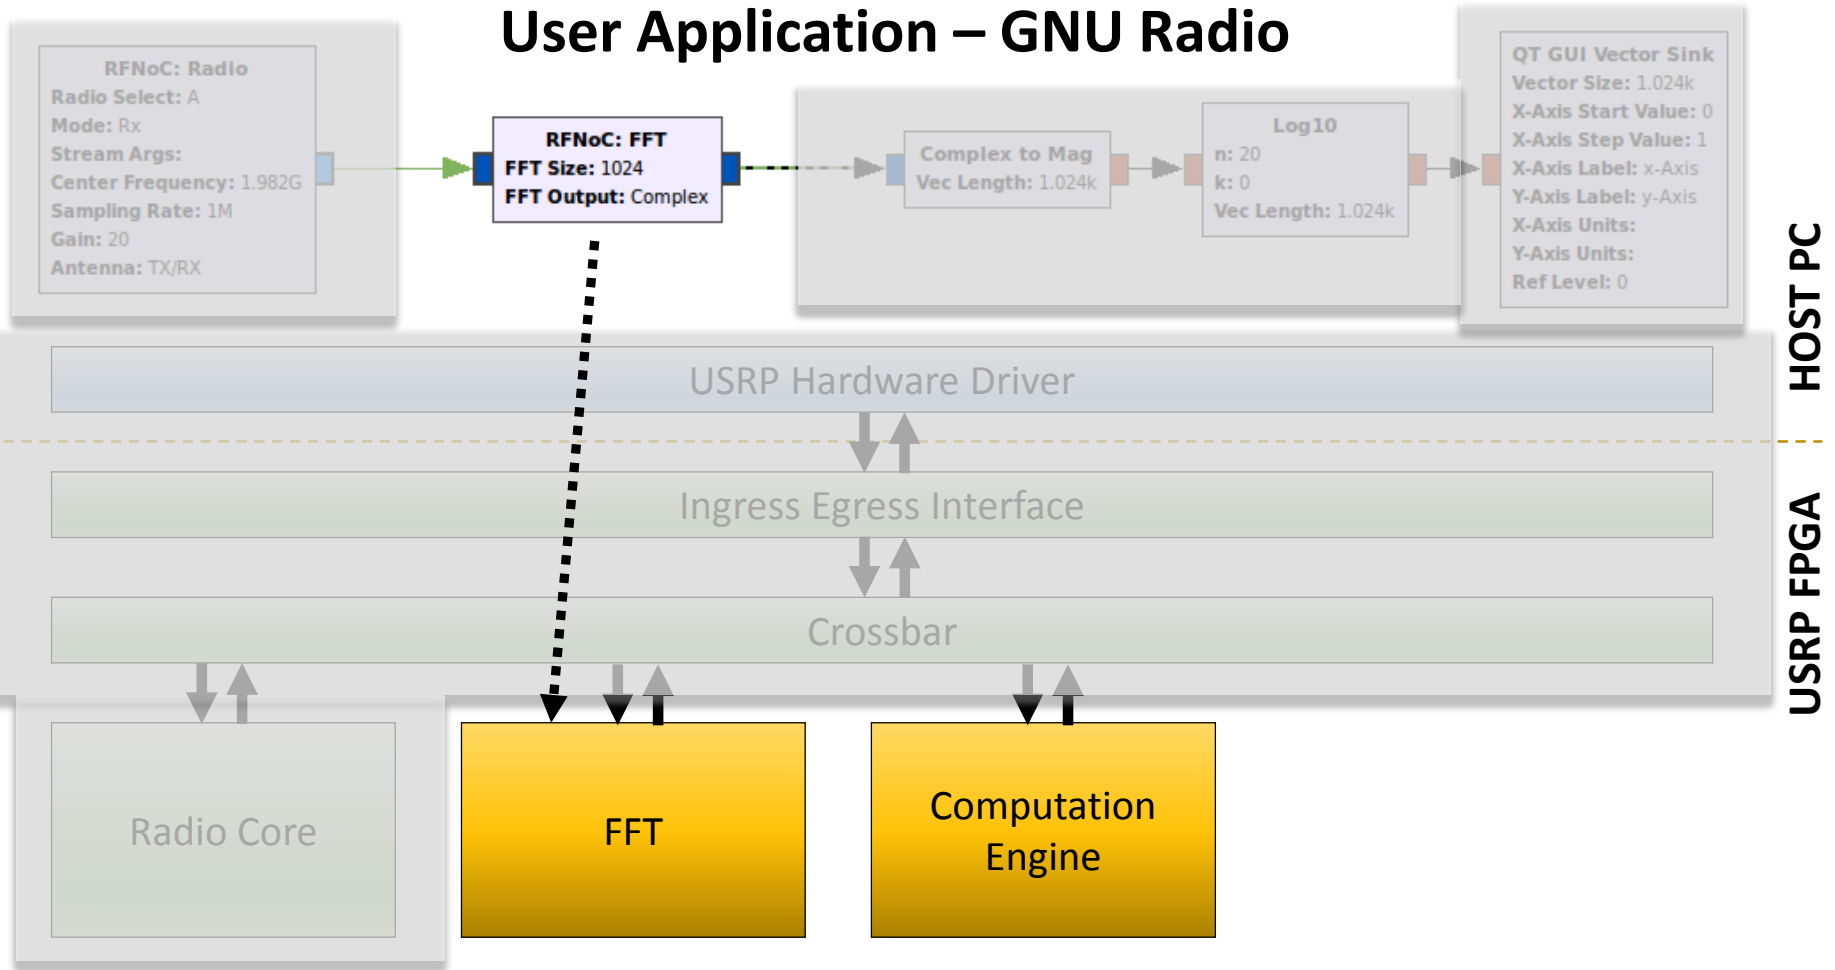 User Application – GNU Radio
RFNoC: Radio
Radio Select: A
Mode: Rx
Stream Args:
Center Frequency: 1.982G
Sampling Rate: 1M
Gain: 20
Antenna: TX/RX
RFNoC: FFT
FFT Size: 1024
FFT Output: Complex
Complex to Mag
Vec Length: 1.024k
Log10
n: 20
k: 0
Vec Length: 1.024k
QT GUI Vector Sink
Vector Size: 1.024k
X-Axis Start Value: 0
X-Axis Step Value: 1
X-Axis Label: x-Axis
Y-Axis Label: y-Axis
X-Axis Units:
Y-Axis Units:
Ref Level: 0
HOST PC
USRP Hardware Driver
Ingress Egress Interface
Crossbar
USRP FPGA
Radio Core
FFT
Computation
Engine